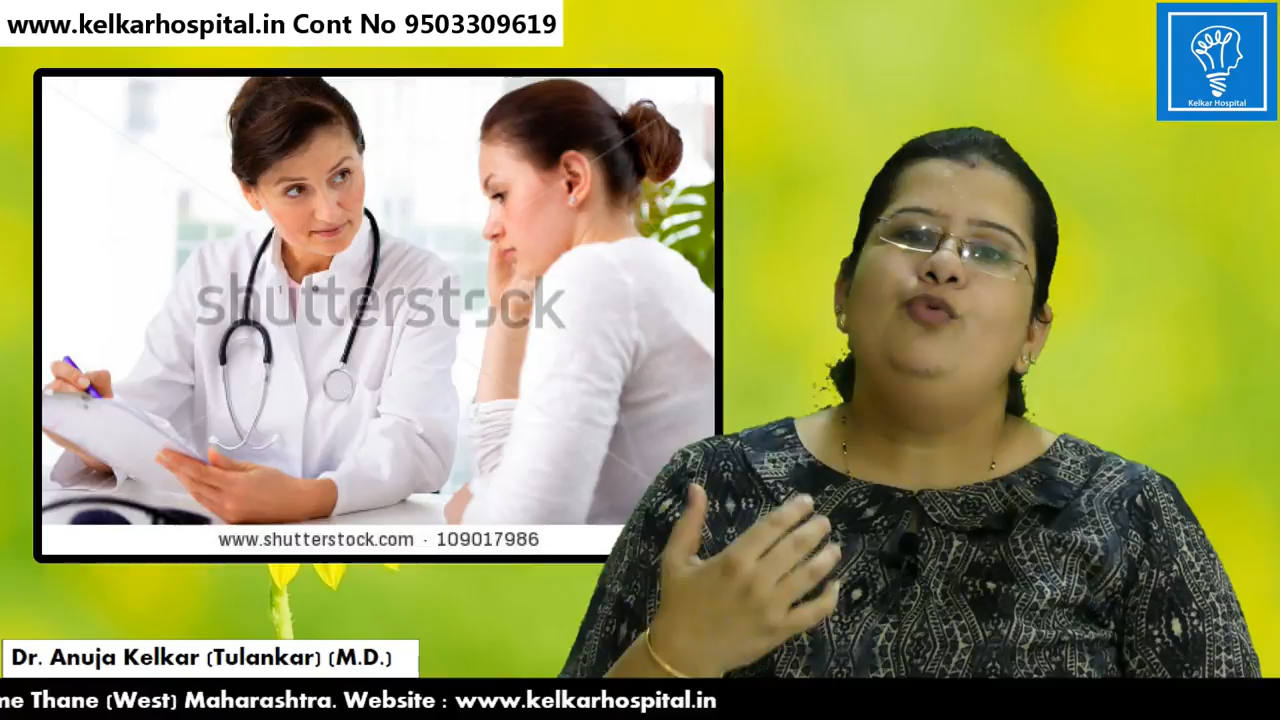 www.kelkarhospital.in Cont No 9503309619
Kelkar Hospital
shutterstock
www.shutterstock.com · 109017986
Dr. Anuja Kelkar (Tulankar) (M.D.)
me Thane (West) Maharashtra. Website : www.kelkarhospital.in